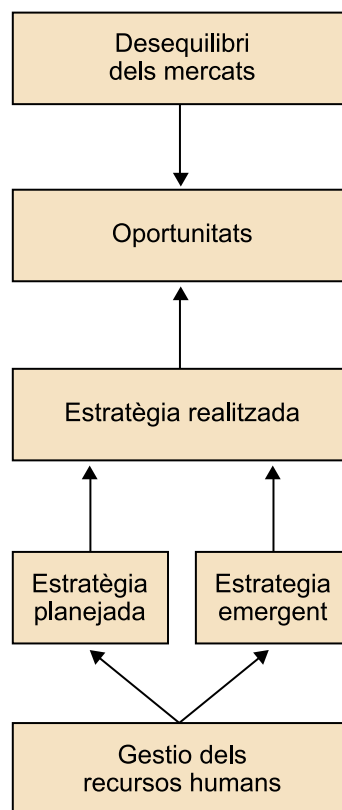 Desequilibri
dels mercats
Oportunitats
Estratègia realitzada
Estratègia
planejada
Estrategia
emergent
Gestio dels
recursos humans